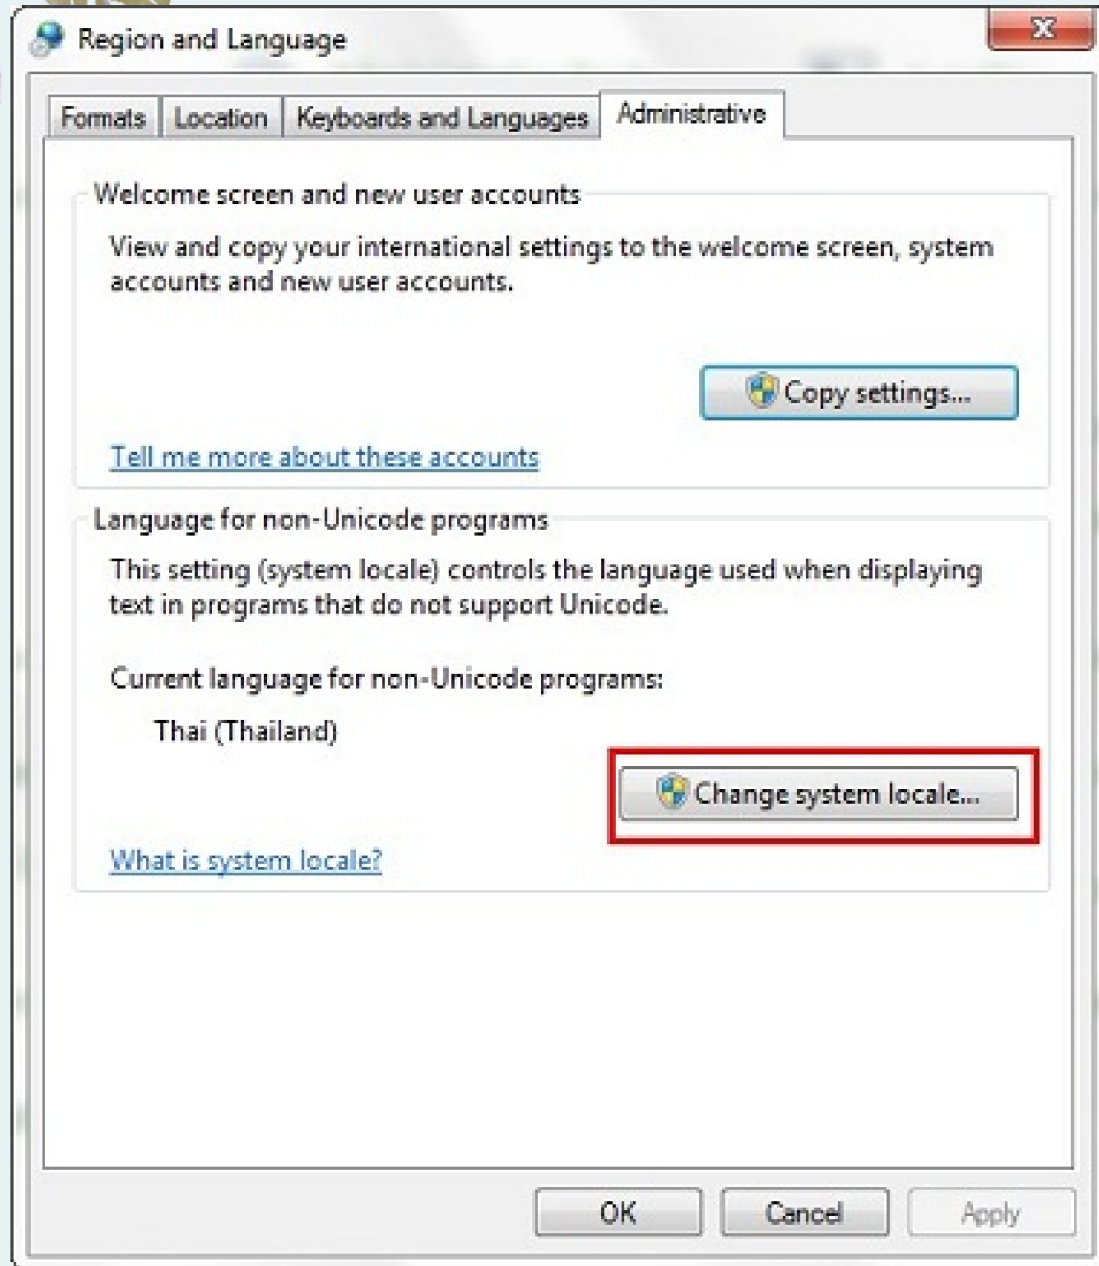 Region and Language
Formats
Location
Keyboards and Languages
Administrative
Welcome screen and new user accounts
View and copy your international settings to the welcome screen, system
accounts and new user accounts.
Copy settings...
Tell me more about these accounts
Language for non-Unicode programs
This setting (system locale) controls the language used when displaying
text in programs that do not support Unicode.
Current language for non-Unicode programs:
Thai (Thailand)
Change system locale...
What is system locale?
OK
Cancel
Apply